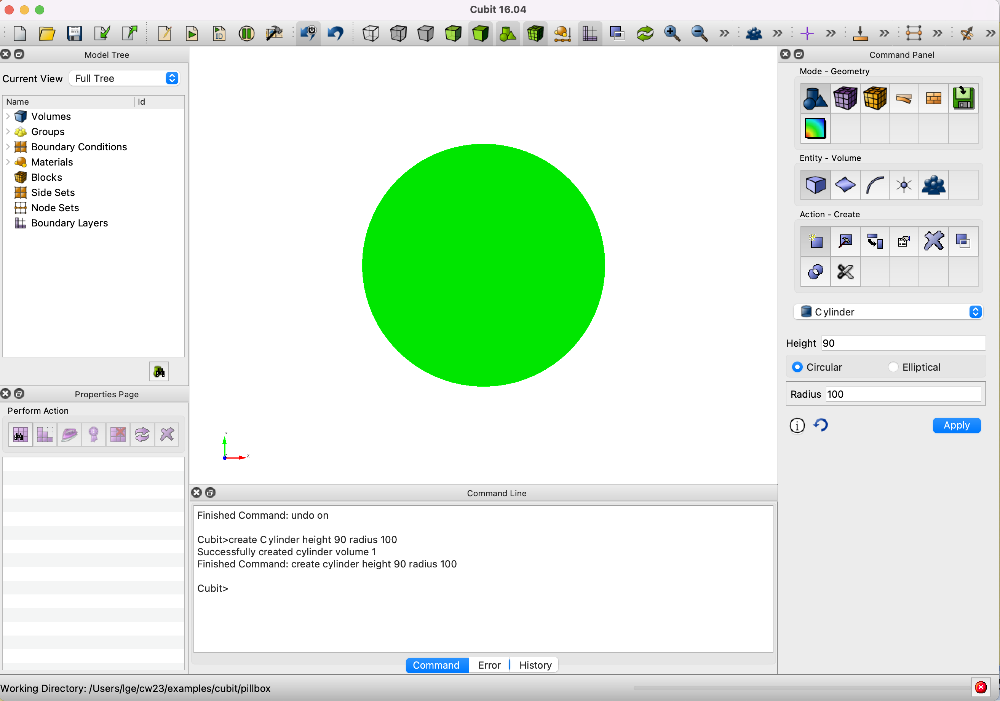 Cubit 16.04
ID
Model Tree
Current View Full Tree
Name Id
Volumes
Groups
Boundary Conditions
Materials
Blocks
Side Sets
Node Sets
Boundary Layers
Properties Page
Perform Action
Y
Z
X
Command Line
Finished Command: undo on
Cubit>create Cylinder height 90 radius 100
Successfully created cylinder volume 1
Finished Command: create cylinder height 90 radius 100
Cubit>
Command Error History
Command Panel
Mode - Geometry
Entity - Volume
Action - Create
Cylinder
Height 90
Circular Elliptical
Radius 100
i
Apply
Working Directory: /Users/lge/cw23/examples/cubit/pillbox